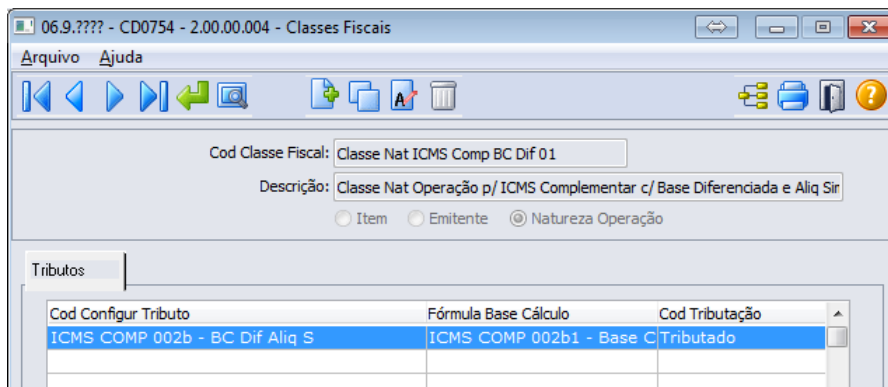 06.9.???? - CD0754 - 2.00.00.004 - Classes Fiscais
Arquivo Ajuda
Cod Classe Fiscal: Classe Nat ICMS Comp BC Dif 01
Descrição: Classe Nat Operação p/ ICMS Complementar c/ Base Diferenciada e Aliq Sir
Item Emitente Natureza Operação
Tributos
Cod Configur Tributo Fórmula Base Cálculo Cod Tributação
ICMS COMP 002b - BC Dif Aliq S ICMS COMP 002b1 - Base C Tributado